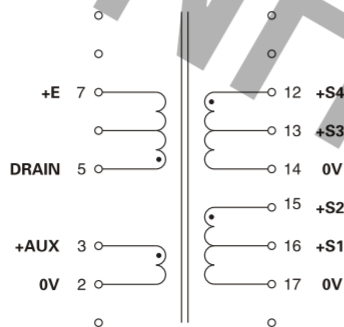 +E 7 12 +S4
13 +S3
DRAIN 5 14 0V
15 +S2
+AUX 3 16 +S1
0V 2 17 0V